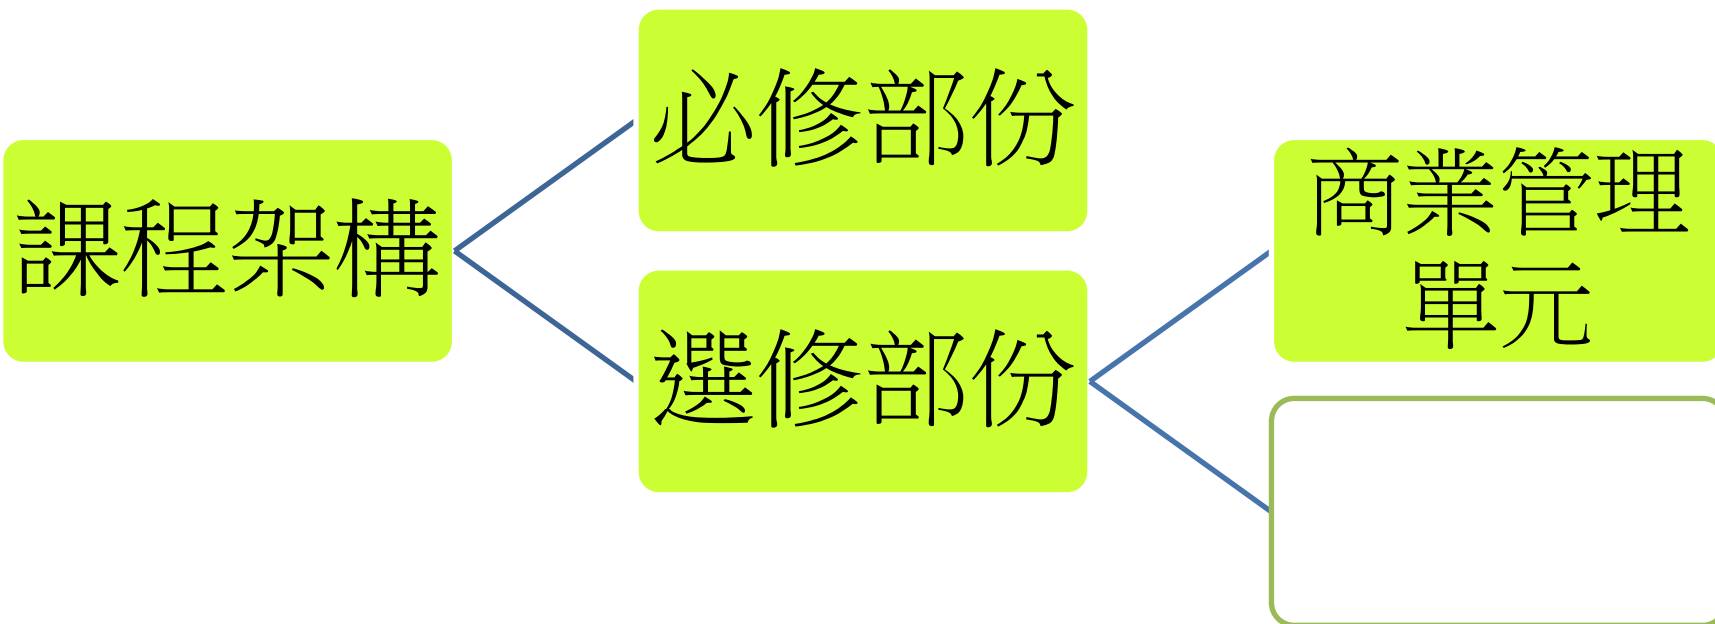 課程架構
必修部份
選修部份
商業管理
單元